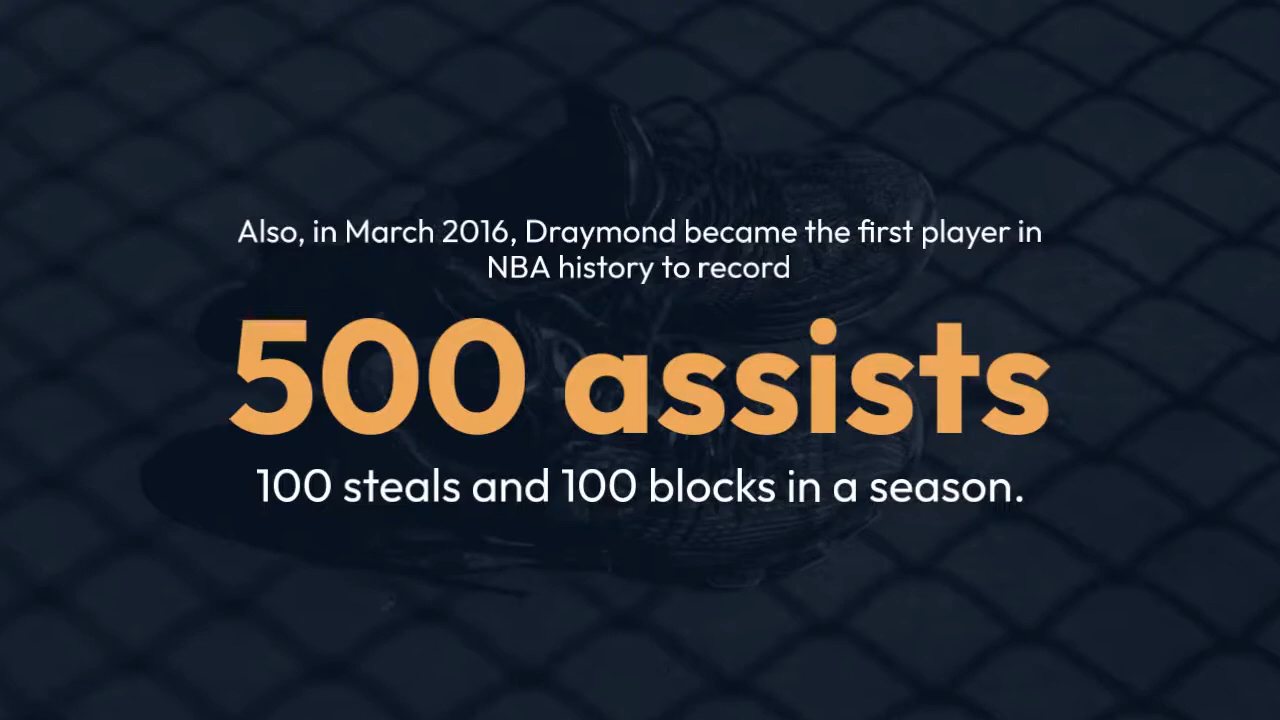 Also, in March 2016, Draymond became the first player in
NBA history to record
500 assists
100 steals and 100 blocks in a season.